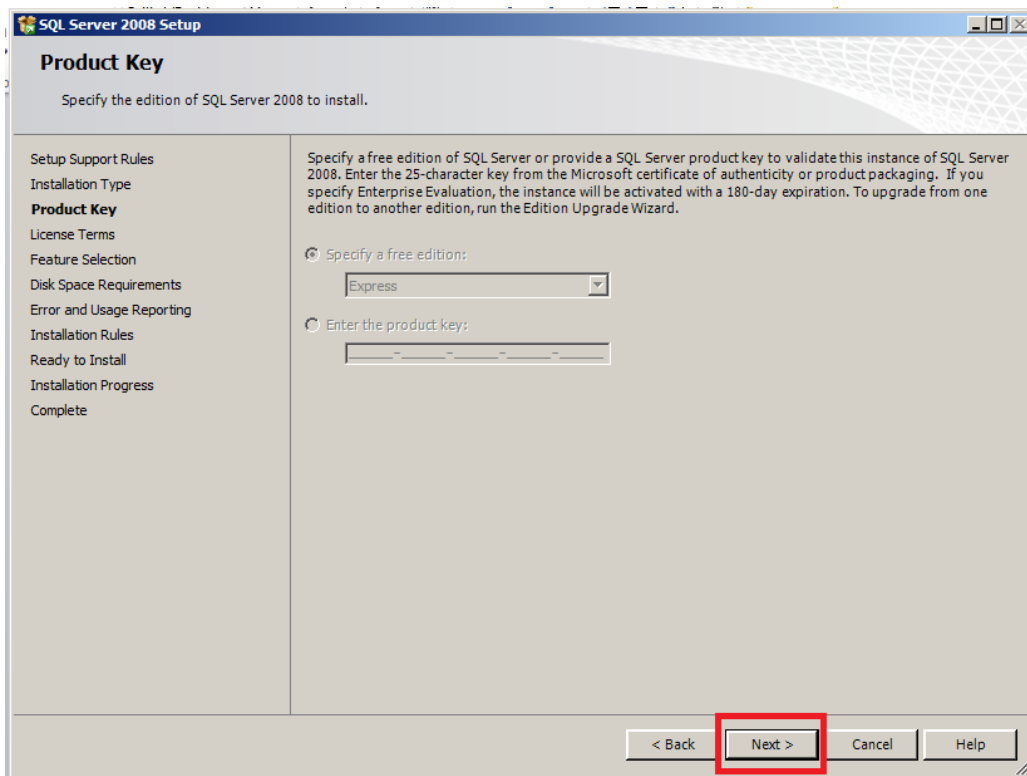 SQL Server 2008 Setup
Product Key
Specify the edition of SQL Server 2008 to install.
Setup Support Rules
Installation Type
Product Key
License Terms
Feature Selection
Disk Space Requirements
Error and Usage Reporting
Installation Rules
Ready to Install
Installation Progress
Complete
Specify a free edition of SQL Server or provide a SQL Server product key to validate this instance of SQL Server
2008. Enter the 25-character key from the Microsoft certificate of authenticity or product packaging. If you
specify Enterprise Evaluation, the instance will be activated with a 180-day expiration. To upgrade from one
edition to another edition, run the Edition Upgrade Wizard.
Specify a free edition:
Express
Enter the product key:
_____-_____-_____-_____-_____
< Back
Next >
Cancel
Help